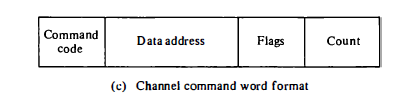 Command
code
Data address
Flags
Count
(c) Channel command word format